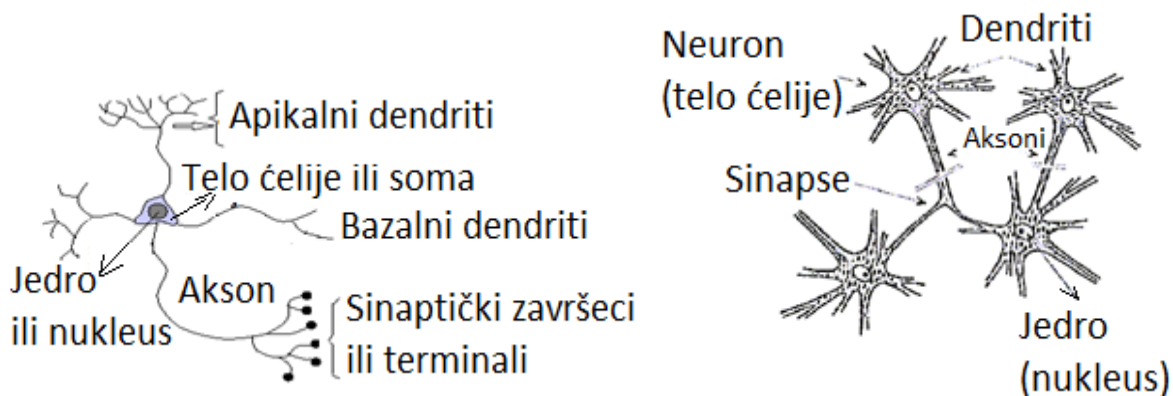 Apikalni dendriti
Telo ćelije ili soma
Bazalni dendriti
Jedro
ili nukleus
Akson
Sinaptički završeci
ili terminali
Neuron
(telo ćelije)
Dendriti
Aksoni
Sinapse
Jedro
(nukleus)